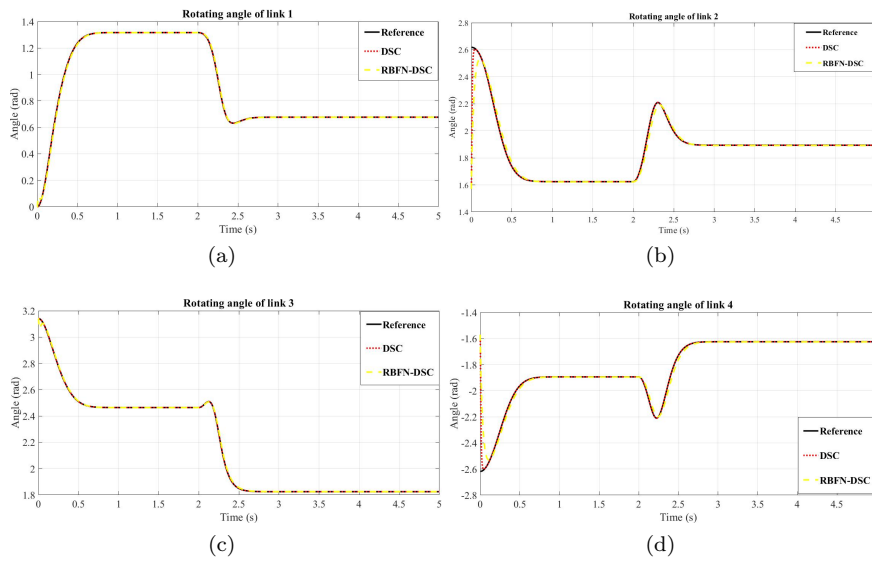 Rotating angle of link 1
1.4
1.2
1
0.8
0.6
0.4
0.2
0
Angle (rad)
Reference
DSC
RBFN-DSC
0 0.5 1 1.5 2 2.5 3 3.5 4 4.5 5
Time (s)
(a)
Rotating angle of link 2
2.8
2.6
2.4
2.2
2
1.8
1.6
1.4
Angle (rad)
Reference
DSC
RBFN-DSC
0 0.5 1 1.5 2 2.5 3 3.5 4 4.5
Time (s)
(b)
Rotating angle of link 3
3.2
3
2.8
2.6
2.4
2.2
2
1.8
Angle (rad)
Reference
DSC
RBFN-DSC
0 0.5 1 1.5 2 2.5 3 3.5 4 4.5 5
Time (s)
(c)
Rotating angle of link 4
-1.4
-1.6
-1.8
-2
-2.2
-2.4
-2.6
-2.8
Angle (rad)
Reference
DSC
RBFN-DSC
0 0.5 1 1.5 2 2.5 3 3.5 4 4.5
Time (s)
(d)